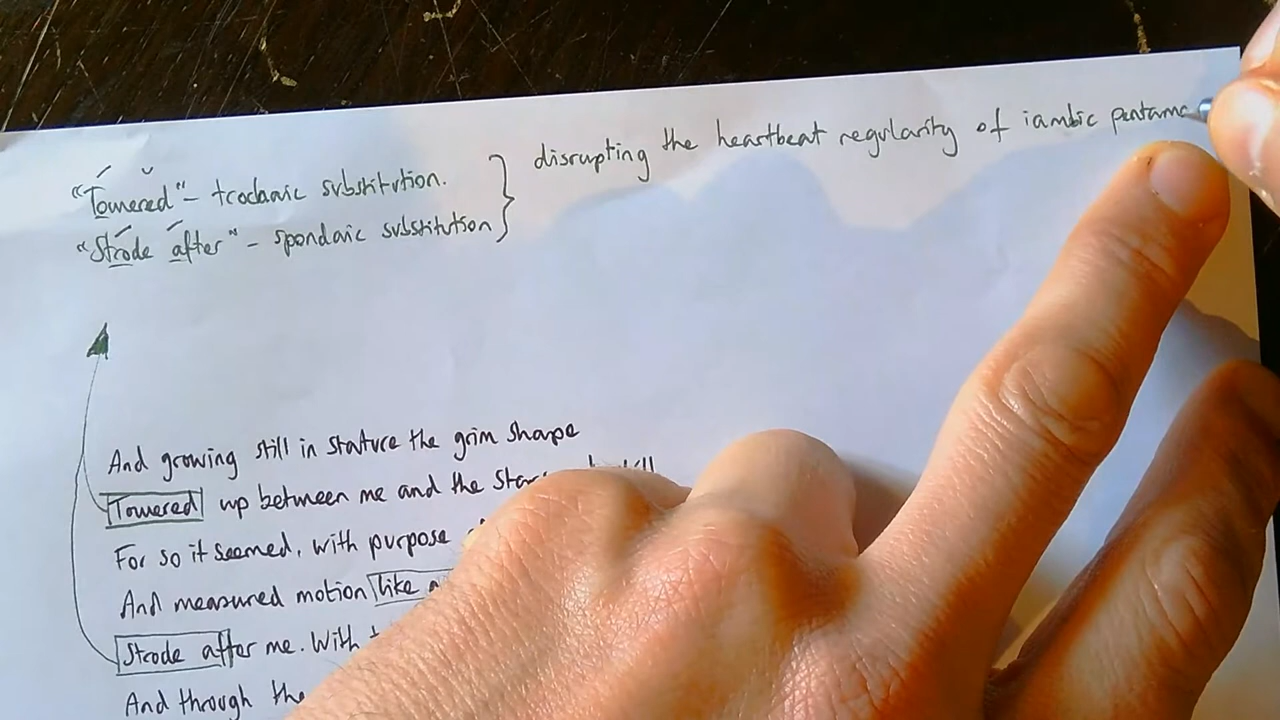 "Towered" – trochaic substitution.
"Strode after" – spondaic substitution
} disrupting the heartbeat regularity of iambic pentame
And growing still in stature the grim shape
Towered up between me and the
For so it seemed, with purpose
And measured motion like
Strode after me. With
And through the